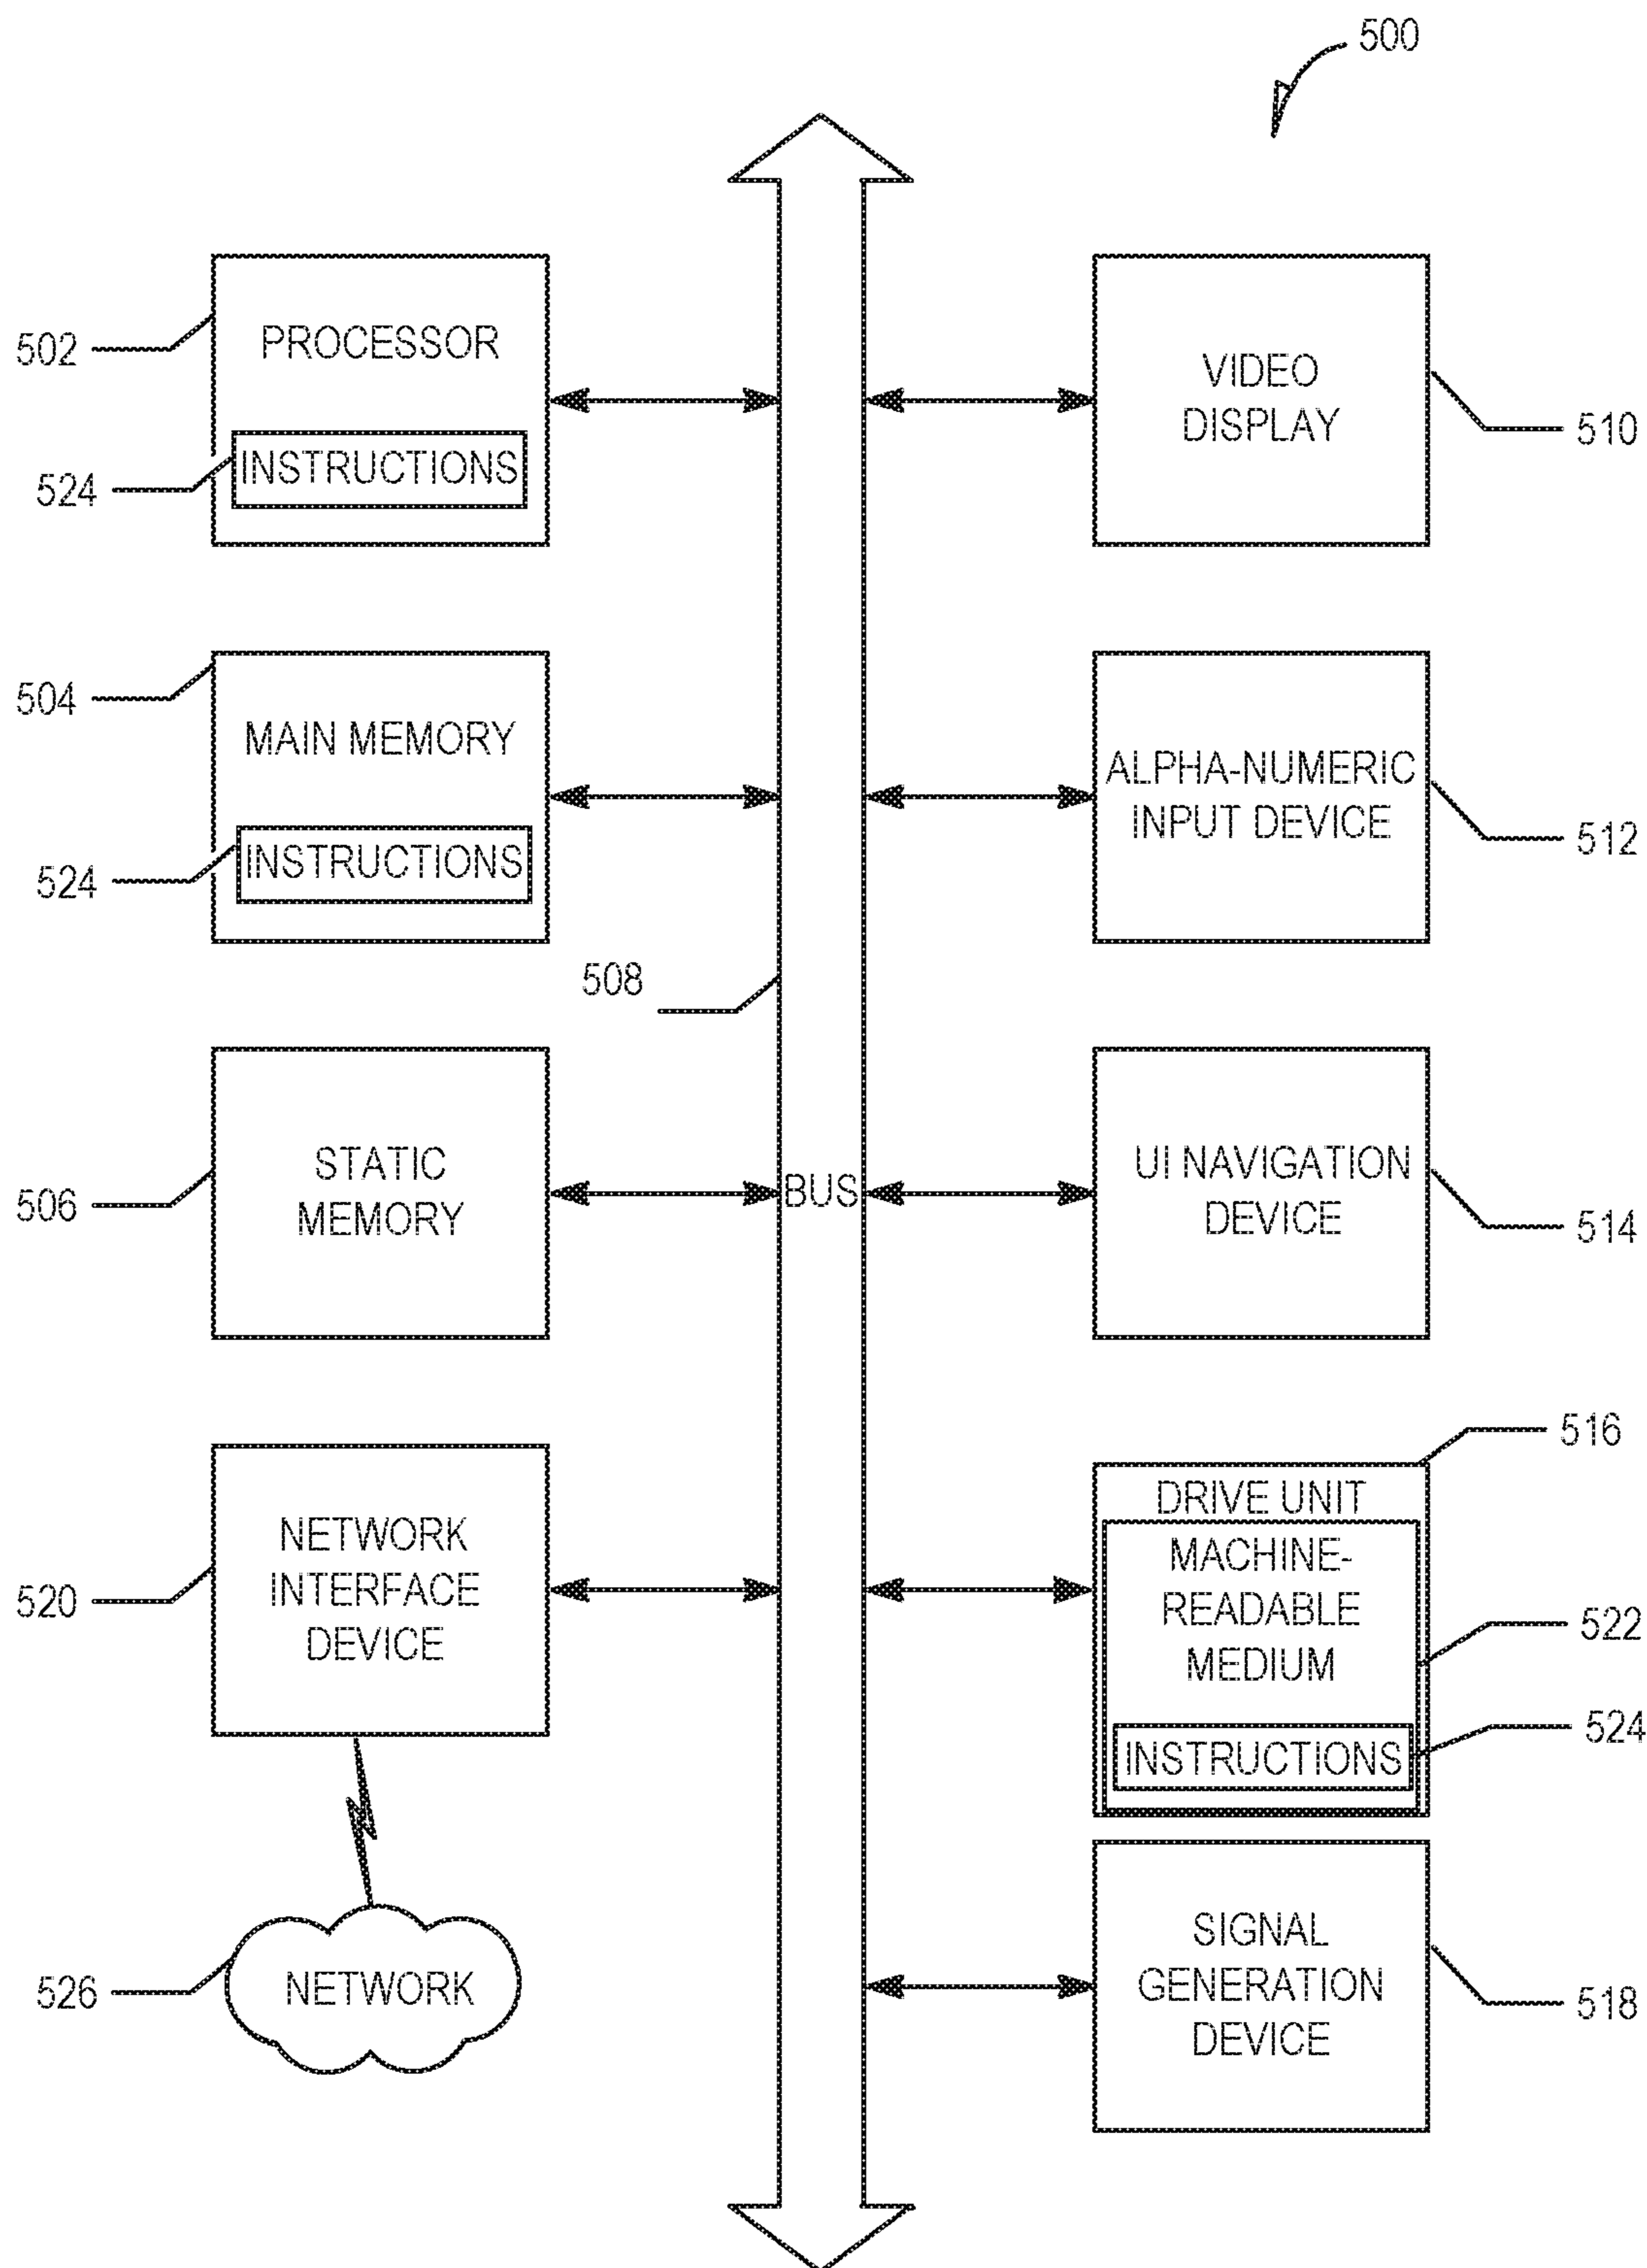 500
502
PROCESSOR
524
INSTRUCTIONS
504
MAIN MEMORY
524
INSTRUCTIONS
508
506
STATIC
MEMORY
520
NETWORK
INTERFACE
DEVICE
526
NETWORK
BUS
VIDEO
DISPLAY
510
ALPHA-NUMERIC
INPUT DEVICE
512
UI NAVIGATION
DEVICE
514
516
DRIVE UNIT
MACHINE-
READABLE
MEDIUM
522
INSTRUCTIONS
524
SIGNAL
GENERATION
DEVICE
518